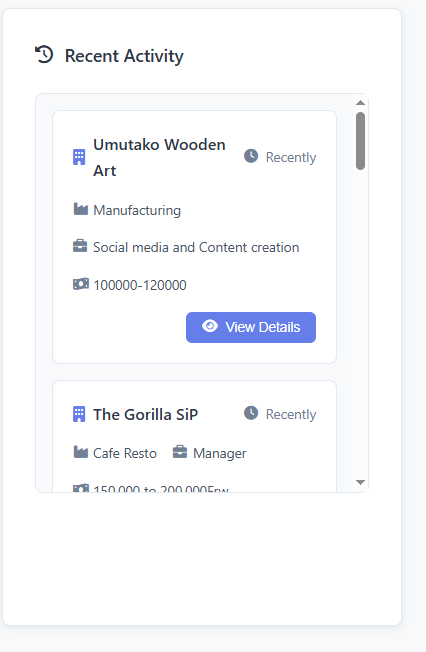 Recent Activity
Umutako Wooden
Art
Recently
Manufacturing
Social media and Content creation
100000-120000
View Details
The Gorilla SiP
Recently
Cafe Resto Manager
150,000 to 200,000Frw